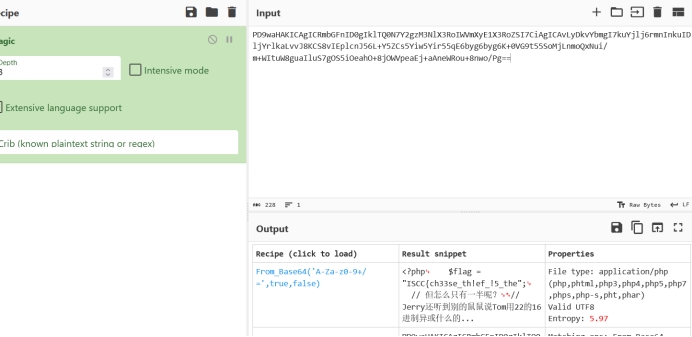 ecipe
Input
agic
Depth
3
Intensive mode
Extensive language support
Crib (known plaintext string or regex)
PD9waHAKICAgICRmbGFnID0gIklTQ0N7Y2gzM3NlX3RoIWVmXyE1X3RoZSI7CiAgICAvLyDkvYbmgI7kuYjlj6rmnInkuID
ljYrlkaLvvJ8KCS8vIEplcnJ56L+Y5ZCs5Yiw5Yir55qE6byg6byg6K+0VG9t55SoMjLnmoQxNui/
m+WItuW8guaIluS7gOS5iOeahO+8jOWVpeaEj+aAneWRou+8nwo/Pg==
228
1
Raw Bytes
LF
Output
Recipe (click to load)
Result snippet
Properties
From_Base64('A-Za-z0-9+/
=',true,false)
<?php
$flag =
"ISCC{ch33se_th!ef_!5_the";
// 但怎么只有一半呢?
//
Jerry还听到别的鼠鼠说Tom用22的16
进制异或什么的...
File type: application/php
(php,phtml,php3,php4,php5,php7
,phps,php-s,pht,phar)
Valid UTF8
Entropy: 5.97